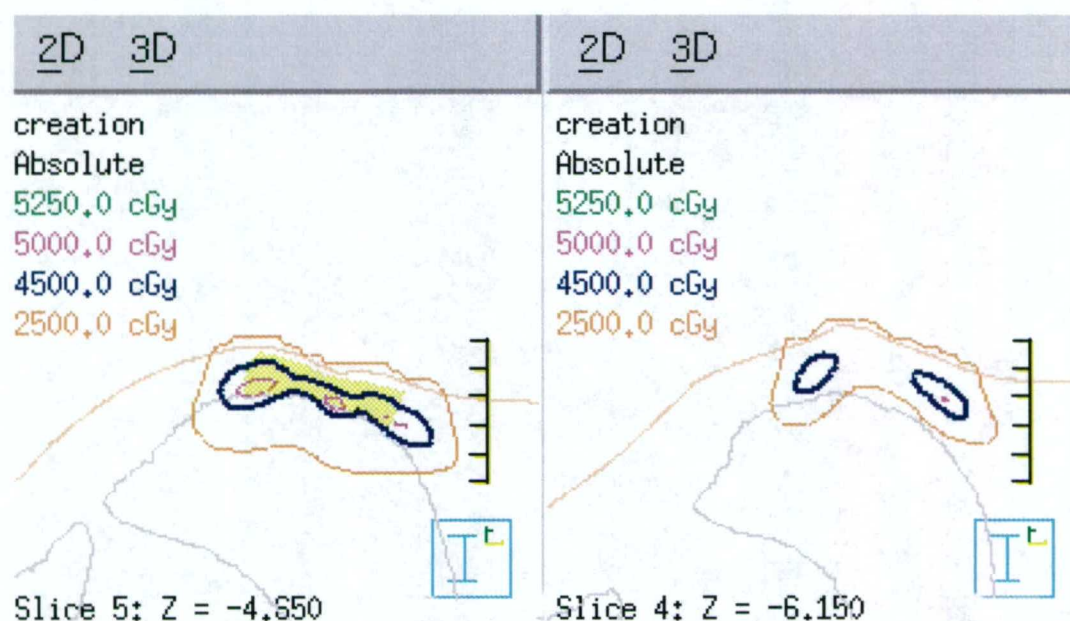 2D 3D
creation
Absolute
5250.0 cGy
5000.0 cGy
4500.0 cGy
2500.0 cGy
Slice 5: Z = -4.650
2D 3D
creation
Absolute
5250.0 cGy
5000.0 cGy
4500.0 cGy
2500.0 cGy
Slice 4: Z = -6.150